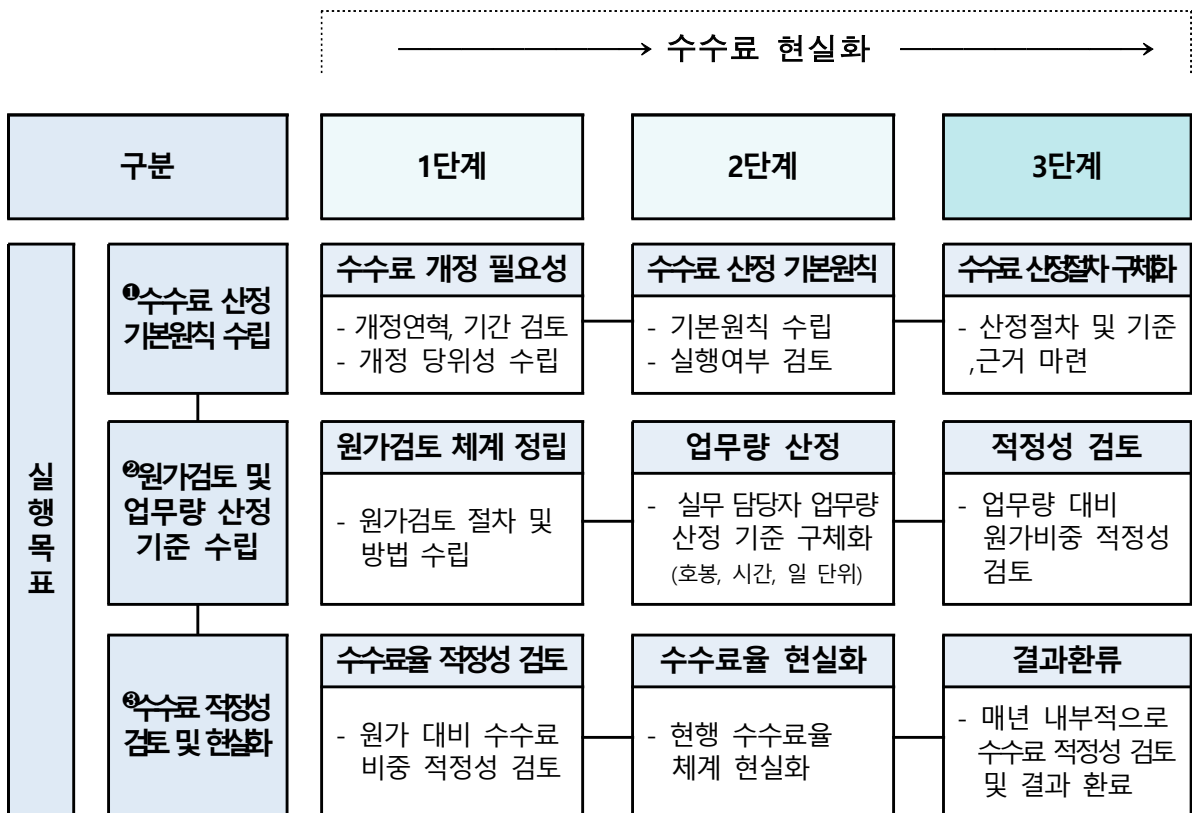 수수료 현실화
구분
1단계
2단계
3단계
실
행
목
표
❶수수료 산정
기본원칙 수립
수수료 개정 필요성
- 개정연혁, 기간 검토
- 개정 당위성 수립
수수료 산정 기본원칙
- 기본원칙 수립
- 실행여부 검토
수수료 산정절차 구체화
- 산정절차 및 기준
,근거 마련
❷원가검토 및
업무량 산정
기준 수립
원가검토 체계 정립
- 원가검토 절차 및
방법 수립
업무량 산정
- 실무 담당자 업무량
산정 기준 구체화
(호봉, 시간, 일 단위)
적정성 검토
- 업무량 대비
원가비중 적정성
검토
❸수수료 적정성
검토 및 현실화
수수료율 적정성 검토
- 원가 대비 수수료
비중 적정성 검토
수수료율 현실화
- 현행 수수료율
체계 현실화
결과환류
- 매년 내부적으로
수수료 적정성 검토
및 결과 환료